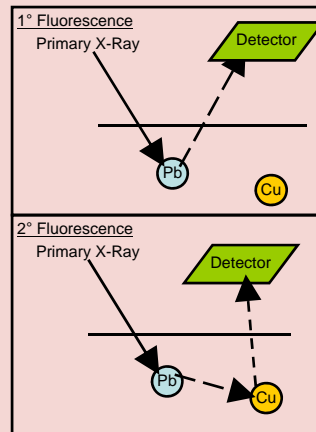 1° Fluorescence
Primary X-Ray
Detector
Pb
Cu
2° Fluorescence
Primary X-Ray
Detector
Pb
Cu